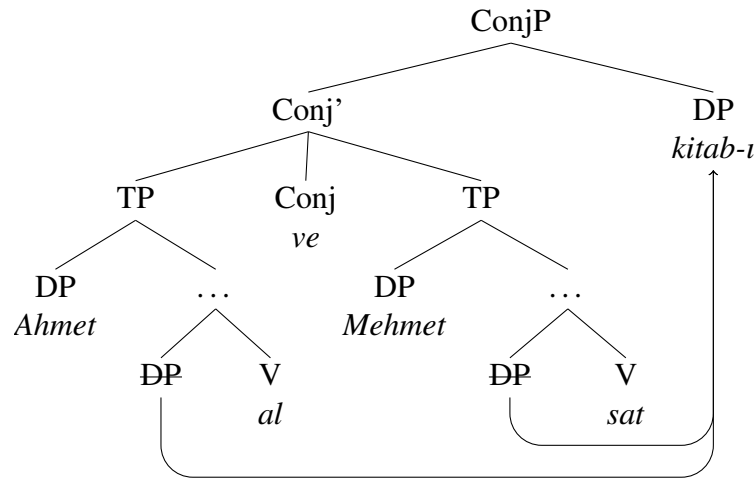 ConjP
Conj’ DP
kitab-ı
TP Conj TP
ve
DP ... DP ...
Ahmet Mehmet
DP V DP V
al sat